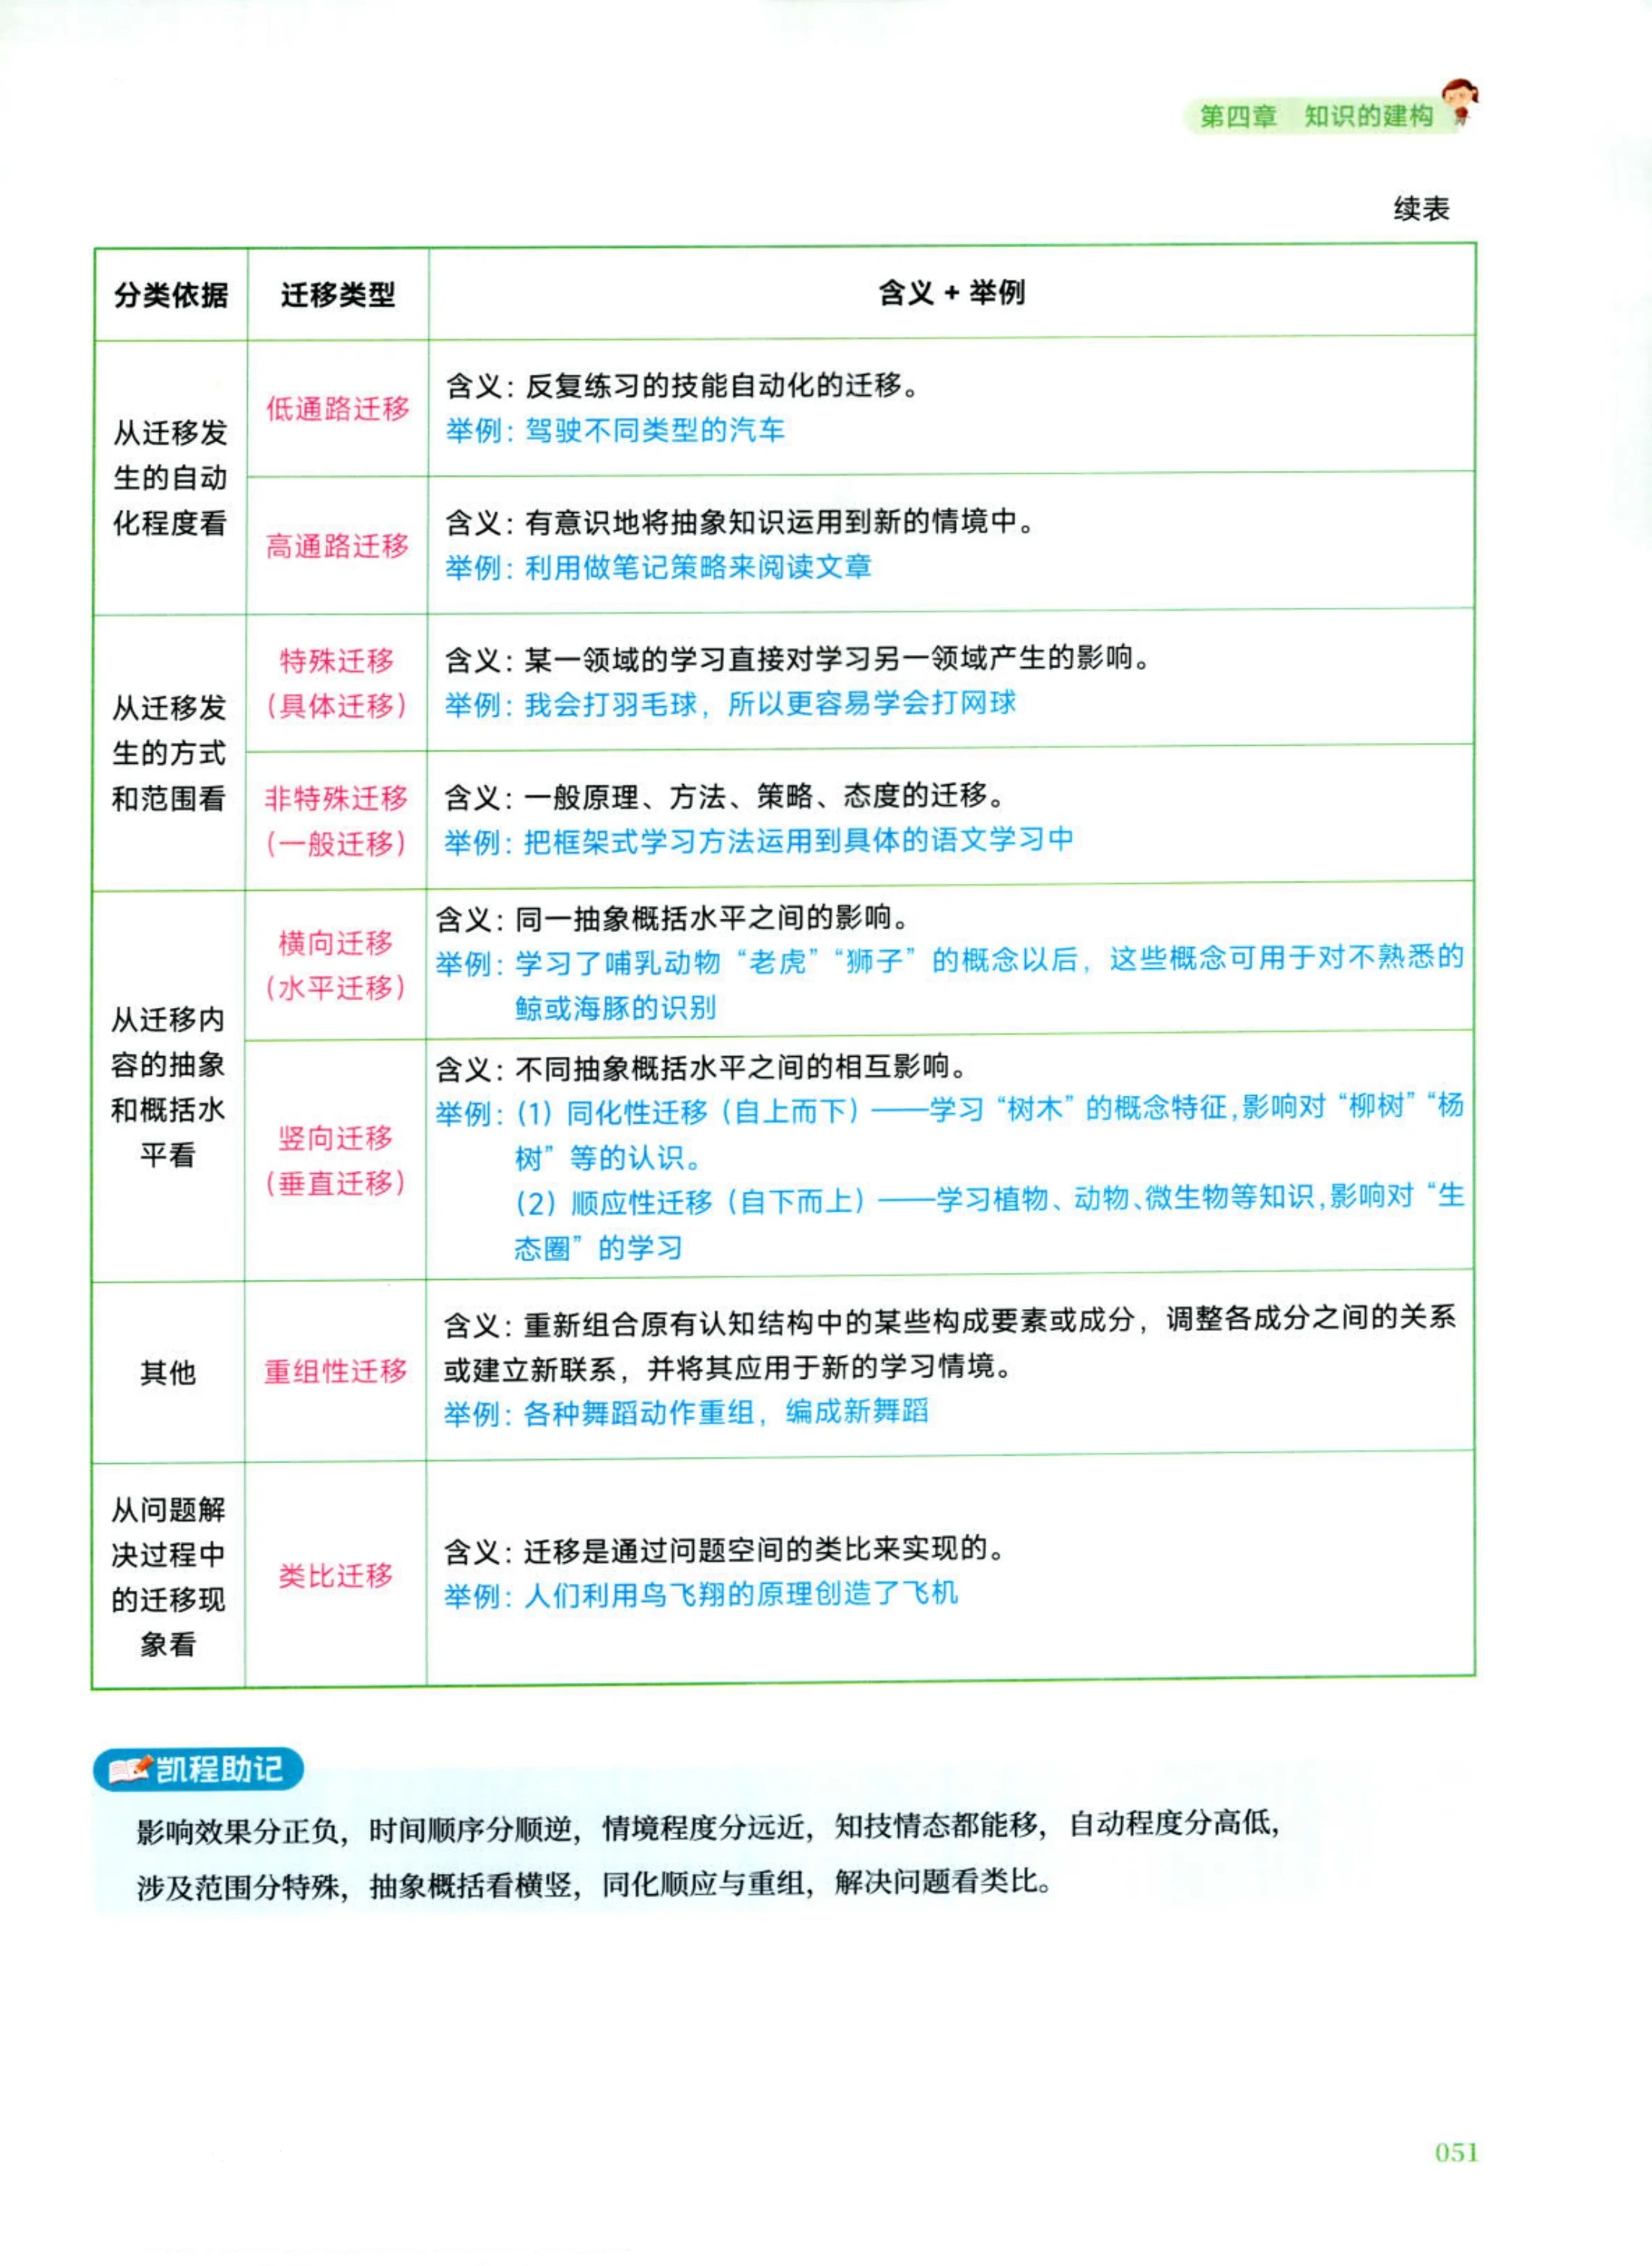 第四章 知识的建构
续表
分类依据 迁移类型 含义 + 举例
从迁移发
生的自动
化程度看
低通路迁移
含义：反复练习的技能自动化的迁移。
举例：驾驶不同类型的汽车
高通路迁移
含义：有意识地将抽象知识运用到新的情境中。
举例：利用做笔记策略来阅读文章
从迁移发
生的方式
和范围看
特殊迁移
（具体迁移）
含义：某一领域的学习直接对学习另一领域产生的影响。
举例：我会打羽毛球，所以更容易学会打网球
非特殊迁移
（一般迁移）
含义：一般原理、方法、策略、态度的迁移。
举例：把框架式学习方法运用到具体的语文学习中
从迁移内
容的抽象
和概括水
平看
横向迁移
（水平迁移）
含义：同一抽象概括水平之间的影响。
举例：学习了哺乳动物“老虎”“狮子”的概念以后，这些概念可用于对不熟悉的
鲸或海豚的识别
竖向迁移
（垂直迁移）
含义：不同抽象概括水平之间的相互影响。
举例：（1）同化性迁移（自上而下）——学习“树木”的概念特征，影响对“柳树”“杨
树”等的认识。
（2）顺应性迁移（自下而上）——学习植物、动物、微生物等知识，影响对“生
态圈”的学习
其他
重组性迁移
含义：重新组合原有认知结构中的某些构成要素或成分，调整各成分之间的关系
或建立新联系，并将其应用于新的学习情境。
举例：各种舞蹈动作重组，编成新舞蹈
从问题解
决过程中
的迁移现
象看
类比迁移
含义：迁移是通过问题空间的类比来实现的。
举例：人们利用鸟飞翔的原理创造了飞机
凯程助记
影响效果分正负，时间顺序分顺逆，情境程度分远近，知技情态都能移，自动程度分高低，
涉及范围分特殊，抽象概括看横竖，同化顺应与重组，解决问题看类比。
051